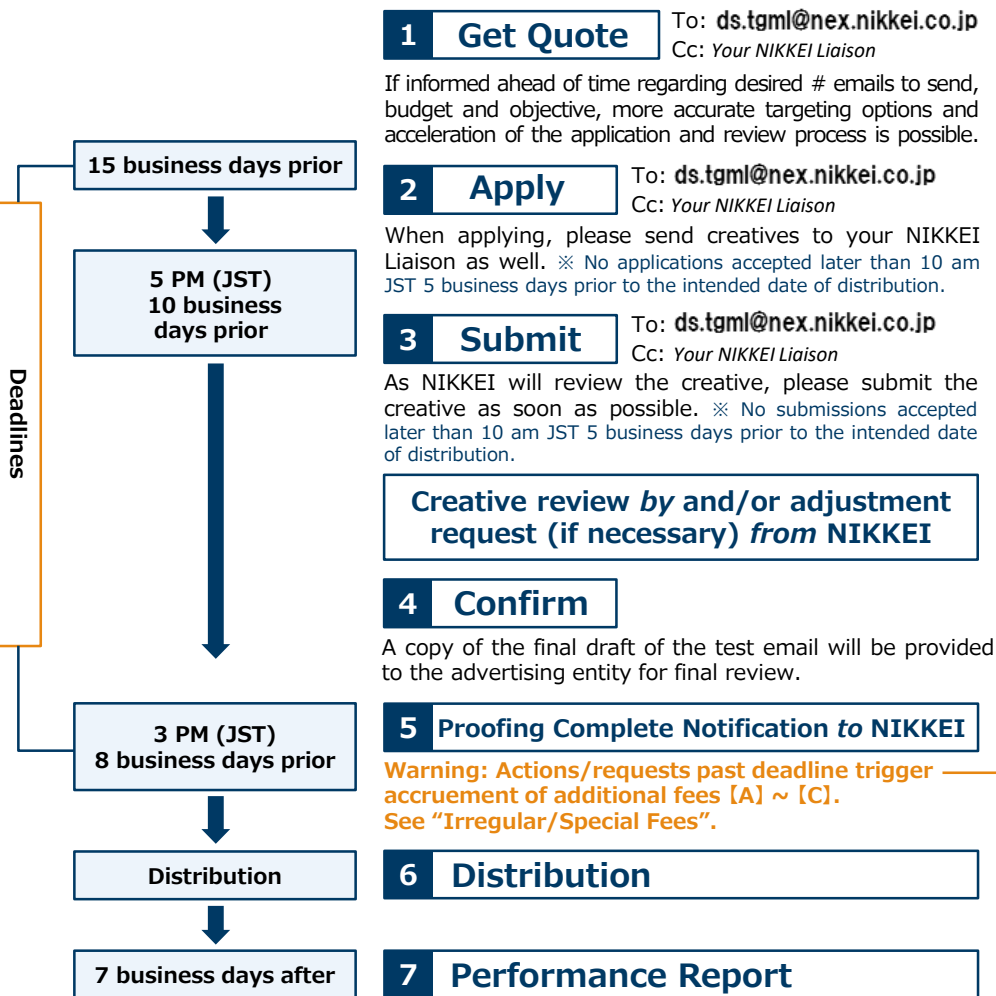 1 Get Quote
To: ds.tgml@nex.nikkei.co.jp
Cc: Your NIKKEI Liaison
If informed ahead of time regarding desired # emails to send,
budget and objective, more accurate targeting options and
acceleration of the application and review process is possible.
15 business days prior
2 Apply
To: ds.tgml@nex.nikkei.co.jp
Cc: Your NIKKEI Liaison
When applying, please send creatives to your NIKKEI
Liaison as well. ※ No applications accepted later than 10 am
JST 5 business days prior to the intended date of distribution.
5 PM (JST)
10 business
days prior
3 Submit
To: ds.tgml@nex.nikkei.co.jp
Cc: Your NIKKEI Liaison
As NIKKEI will review the creative, please submit the
creative as soon as possible. ※ No submissions accepted
later than 10 am JST 5 business days prior to the intended date
of distribution.
Deadlines
Creative review by and/or adjustment
request (if necessary) from NIKKEI
4 Confirm
A copy of the final draft of the test email will be provided
to the advertising entity for final review.
3 PM (JST)
8 business days prior
5 Proofing Complete Notification to NIKKEI
Warning: Actions/requests past deadline trigger
accruement of additional fees【A】~【C】.
See “Irregular/Special Fees”.
Distribution
6 Distribution
7 business days after
7 Performance Report